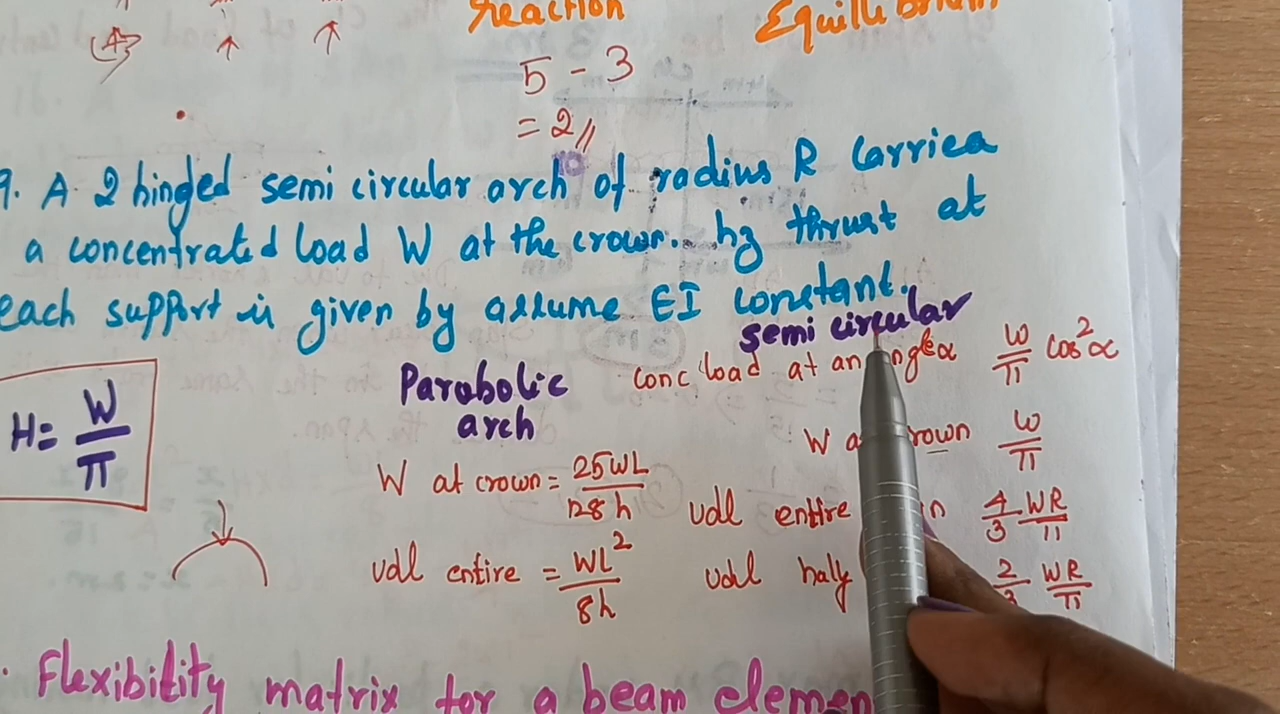 reaction
Equilibrium
5 - 3
= 2//
9. A 2 hinged semi circular arch of radius R Carries
a concentrated load W at the crown. hz thrust at
each support is given by assume EI constant.
H = W/π
Parabolic
arch
W at crown = 25WL/128h
udl entire = WL²/8h
semi circular
conc load at an angle α W/π cos²α
W at crown W/π
udl entire 4/3 WR/π
udl half 2/3 WR/π
Flexibility matrix for a beam elemen